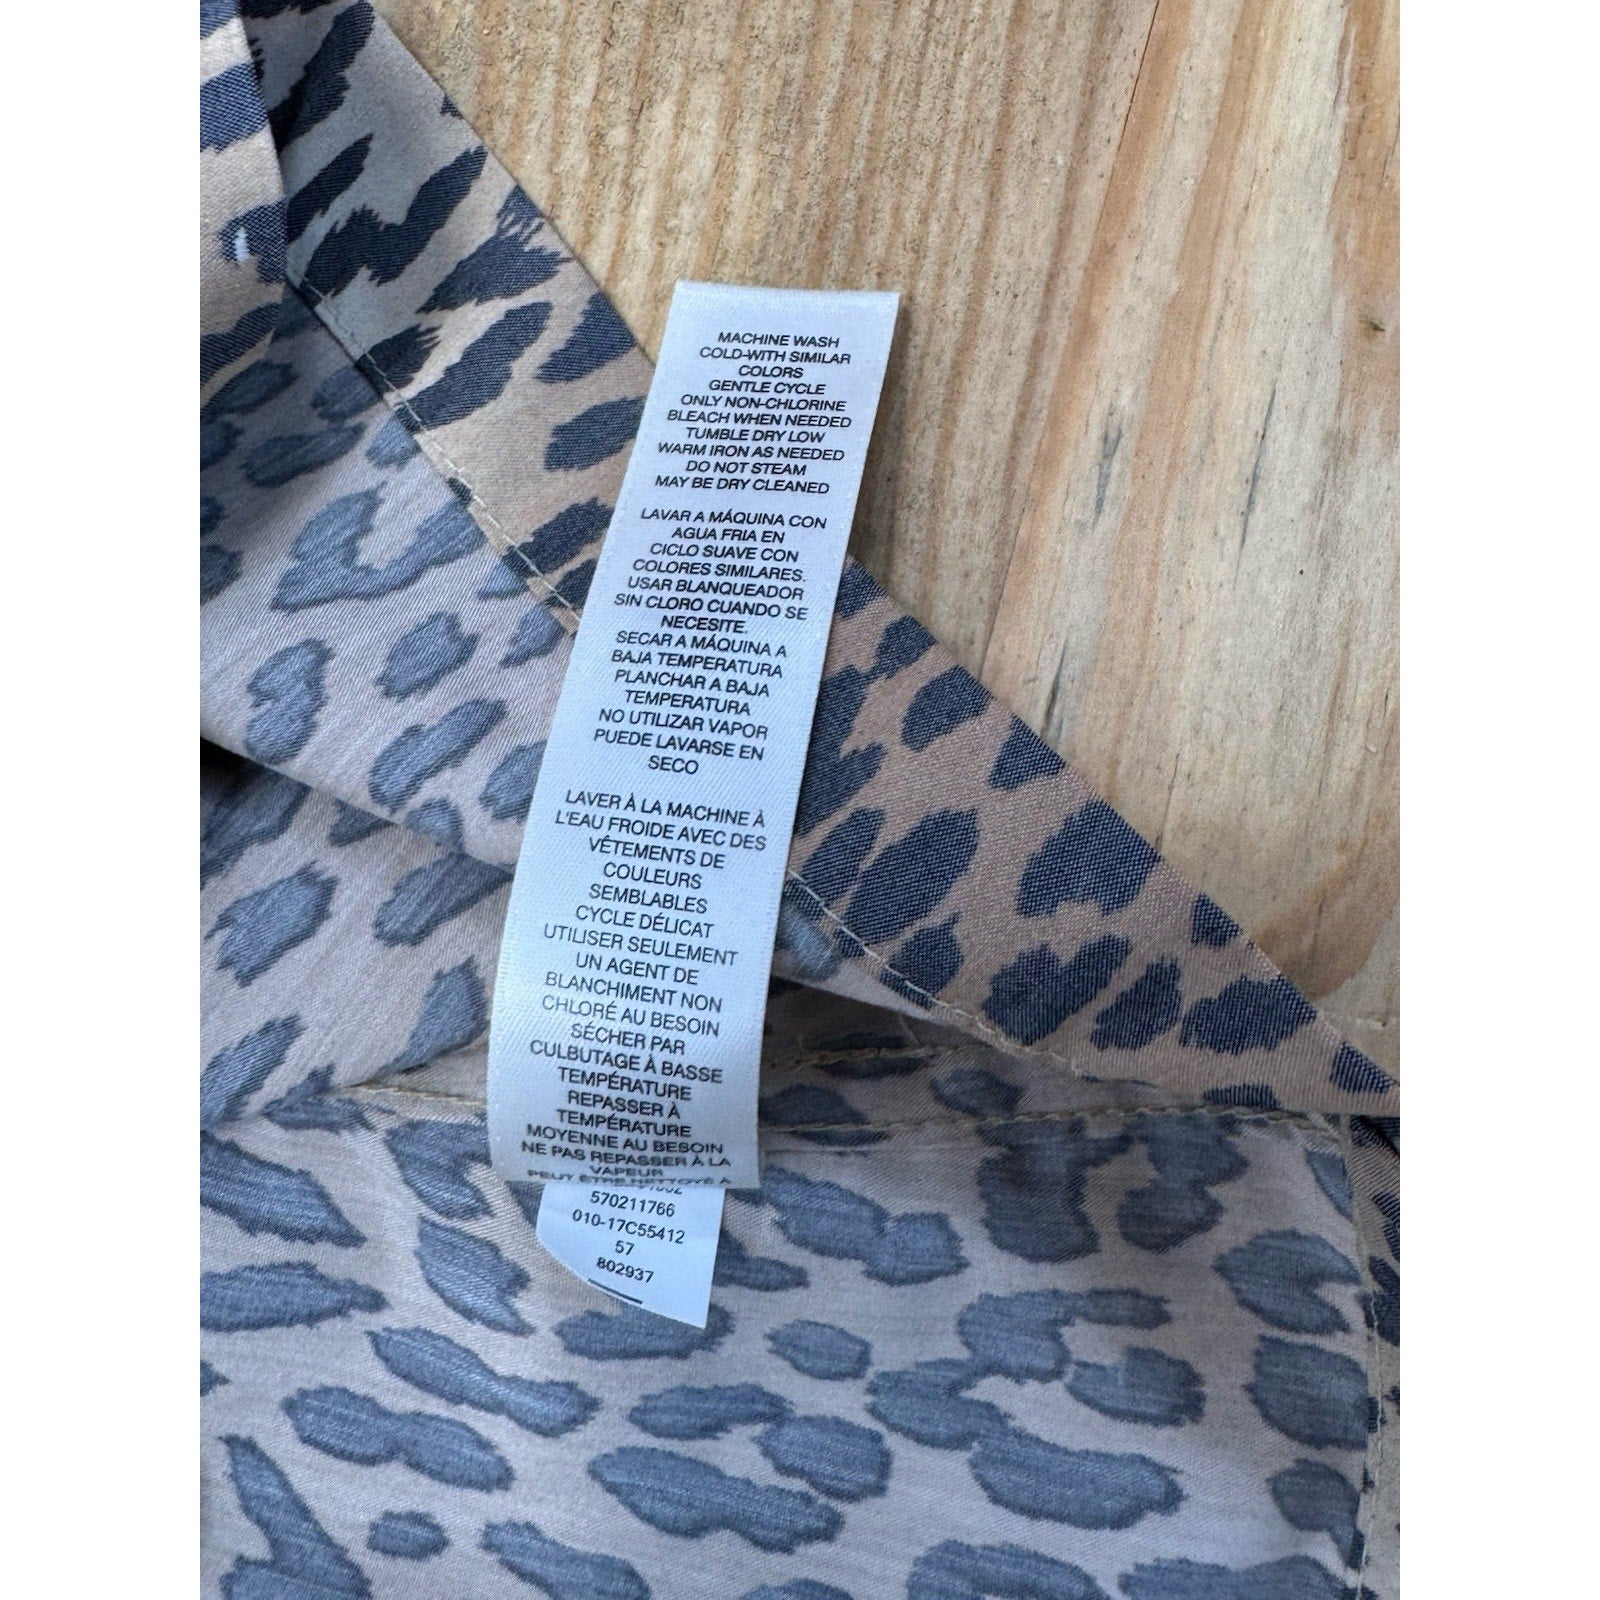 MACHINE WASH
COLD-WITH SIMILAR
COLORS
GENTLE CYCLE
ONLY NON-CHLORINE
BLEACH WHEN NEEDED
TUMBLE DRY LOW
WARM IRON AS NEEDED
DO NOT STEAM
MAY BE DRY CLEANED
LAVAR A MÁQUINA CON
AGUA FRIA EN
CICLO SUAVE CON
COLORES SIMILARES.
USAR BLANQUEADOR
SIN CLORO CUANDO SE
NECESITE.
SECAR A MÁQUINA A
BAJA TEMPERATURA
PLANCHAR A BAJA
TEMPERATURA
NO UTILIZAR VAPOR
PUEDE LAVARSE EN
SECO
LAVER À LA MACHINE À
L'EAU FROIDE AVEC DES
VÊTEMENTS DE
COULEURS
SEMBLABLES
CYCLE DÉLICAT
UTILISER SEULEMENT
UN AGENT DE
BLANCHIMENT NON
CHLORÉ AU BESOIN
SÉCHER PAR
CULBUTAGE À BASSE
TEMPÉRATURE
REPASSER À
TEMPÉRATURE
MOYENNE AU BESOIN
NE PAS REPASSER À LA
VAPEUR
PEUT ÊTRE NETTOYÉ À
570211766
010-17C55412
57
802937